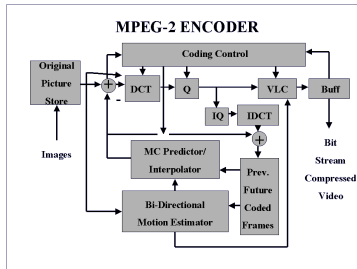 MPEG-2 ENCODER
Coding Control
Original
Picture
Store
+
-
DCT
Q
VLC
Buff
IQ
IDCT
+
Images
MC Predictor/
Interpolator
Prev.
Future
Coded
Frames
Bi-Directional
Motion Estimator
Bit
Stream
Compressed
Video